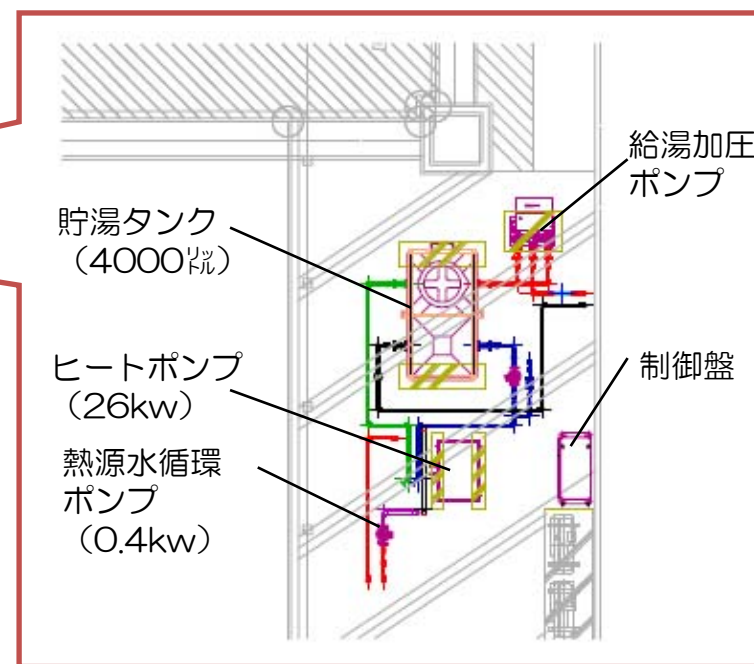 給湯加圧
ポンプ
貯湯タンク
（4000㍑）
ヒートポンプ
（26kw）
制御盤
熱源水循環
ポンプ
（0.4kw）